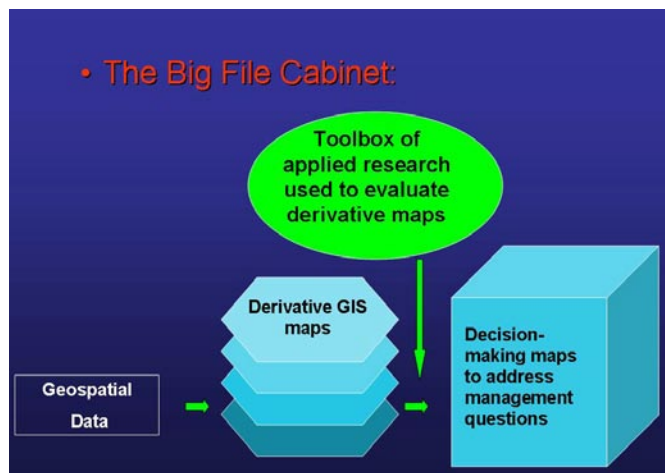 • The Big File Cabinet:
Toolbox of
applied research
used to evaluate
derivative maps
Derivative GIS
maps
Geospatial
Data
Decision-
making maps
to address
management
questions